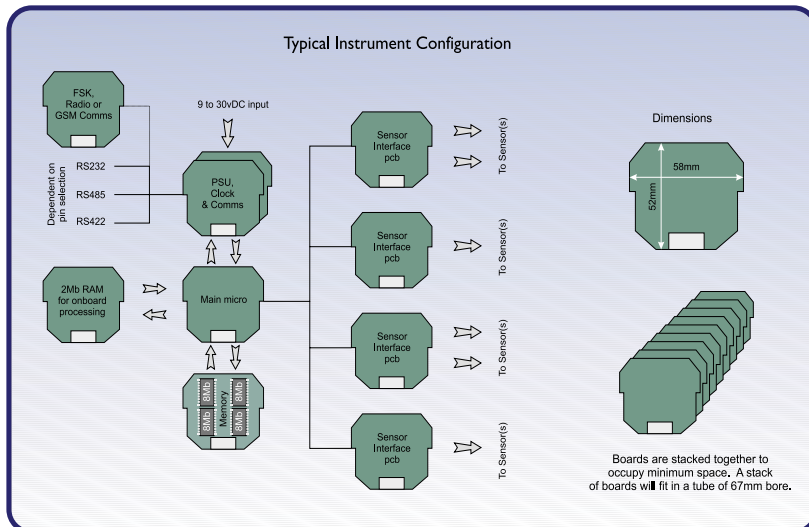 Typical Instrument Configuration
FSK,
Radio or
GSM Comms
9 to 30vDC input
Dependent on
pin selection
RS232
RS485
RS422
PSU,
Clock
& Comms
2Mb RAM
for onboard
processing
Main micro
8Mb
8Mb
Memory
8Mb
8Mb
Sensor
Interface
pcb
To Sensor(s)
Sensor
Interface
pcb
To Sensor(s)
Sensor
Interface
pcb
To Sensor(s)
Sensor
Interface
pcb
To Sensor(s)
Dimensions
58mm
52mm
Boards are stacked together to
occupy minimum space. A stack
of boards will fit in a tube of 67mm bore.